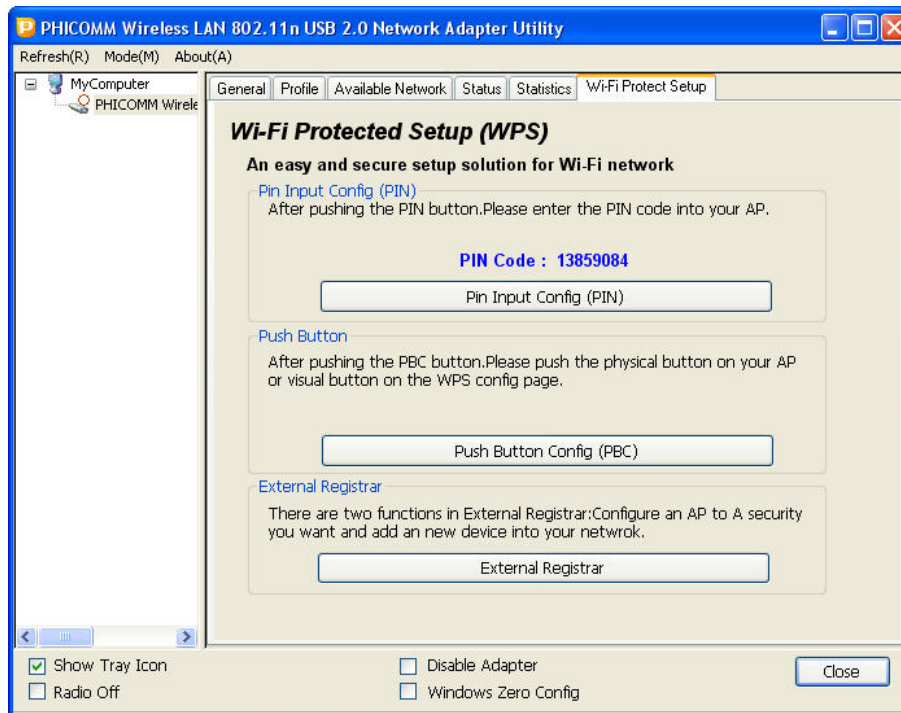 PHICOMM Wireless LAN 802.11n USB 2.0 Network Adapter Utility
Refresh(R) Mode(M) About(A)
MyComputer
PHICOMM Wirele
General Profile Available Network Status Statistics Wi-Fi Protect Setup
Wi-Fi Protected Setup (WPS)
An easy and secure setup solution for Wi-Fi network
Pin Input Config (PIN)
After pushing the PIN button.Please enter the PIN code into your AP.
PIN Code : 13859084
Pin Input Config (PIN)
Push Button
After pushing the PBC button.Please push the physical button on your AP
or visual button on the WPS config page.
Push Button Config (PBC)
External Registrar
There are two functions in External Registrar:Configure an AP to A security
you want and add an new device into your netwrok.
External Registrar
Show Tray Icon
Disable Adapter
Close
Radio Off
Windows Zero Config